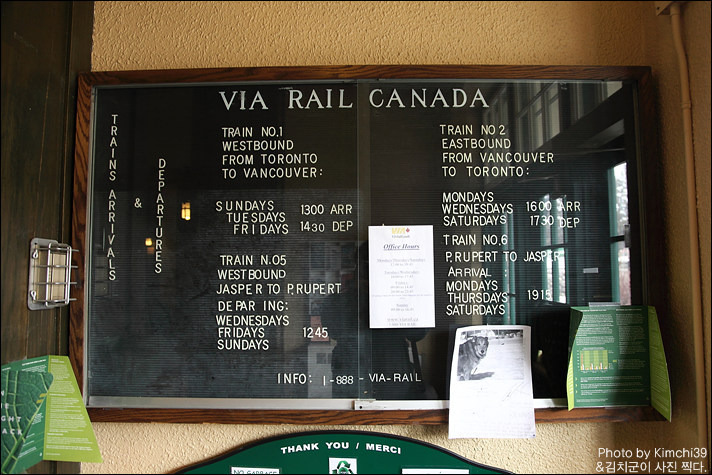 VIA RAIL CANADA
TRAINS ARRIVALS
&
DEPARTURES
TRAIN NO.1
WESTBOUND
FROM TORONTO
TO VANCOUVER:
SUNDAYS
TUESDAYS
FRIDAYS
1300 ARR
1430 DEP
TRAIN NO.05
WESTBOUND
JASPER TO P.RUPERT
DEPAR ING:
WEDNESDAYS
FRIDAYS
SUNDAYS
1245
TRAIN NO 2
EASTBOUND
FROM VANCOUVER
TO TORONTO:
MONDAYS
WEDNESDAYS
SATURDAYS
1600 ARR
1730 DEP.
TRAIN NO.6
P.RUPERT TO JASPER
ARRIVAL :
MONDAYS
THURSDAYS
SATURDAYS
1915
INFO: 1-888-VIA-RAIL
Office Hours
THANK YOU / MERCI
NO GARBAGE
Photo by Kimchi39
&김치군이 사진 찍다.